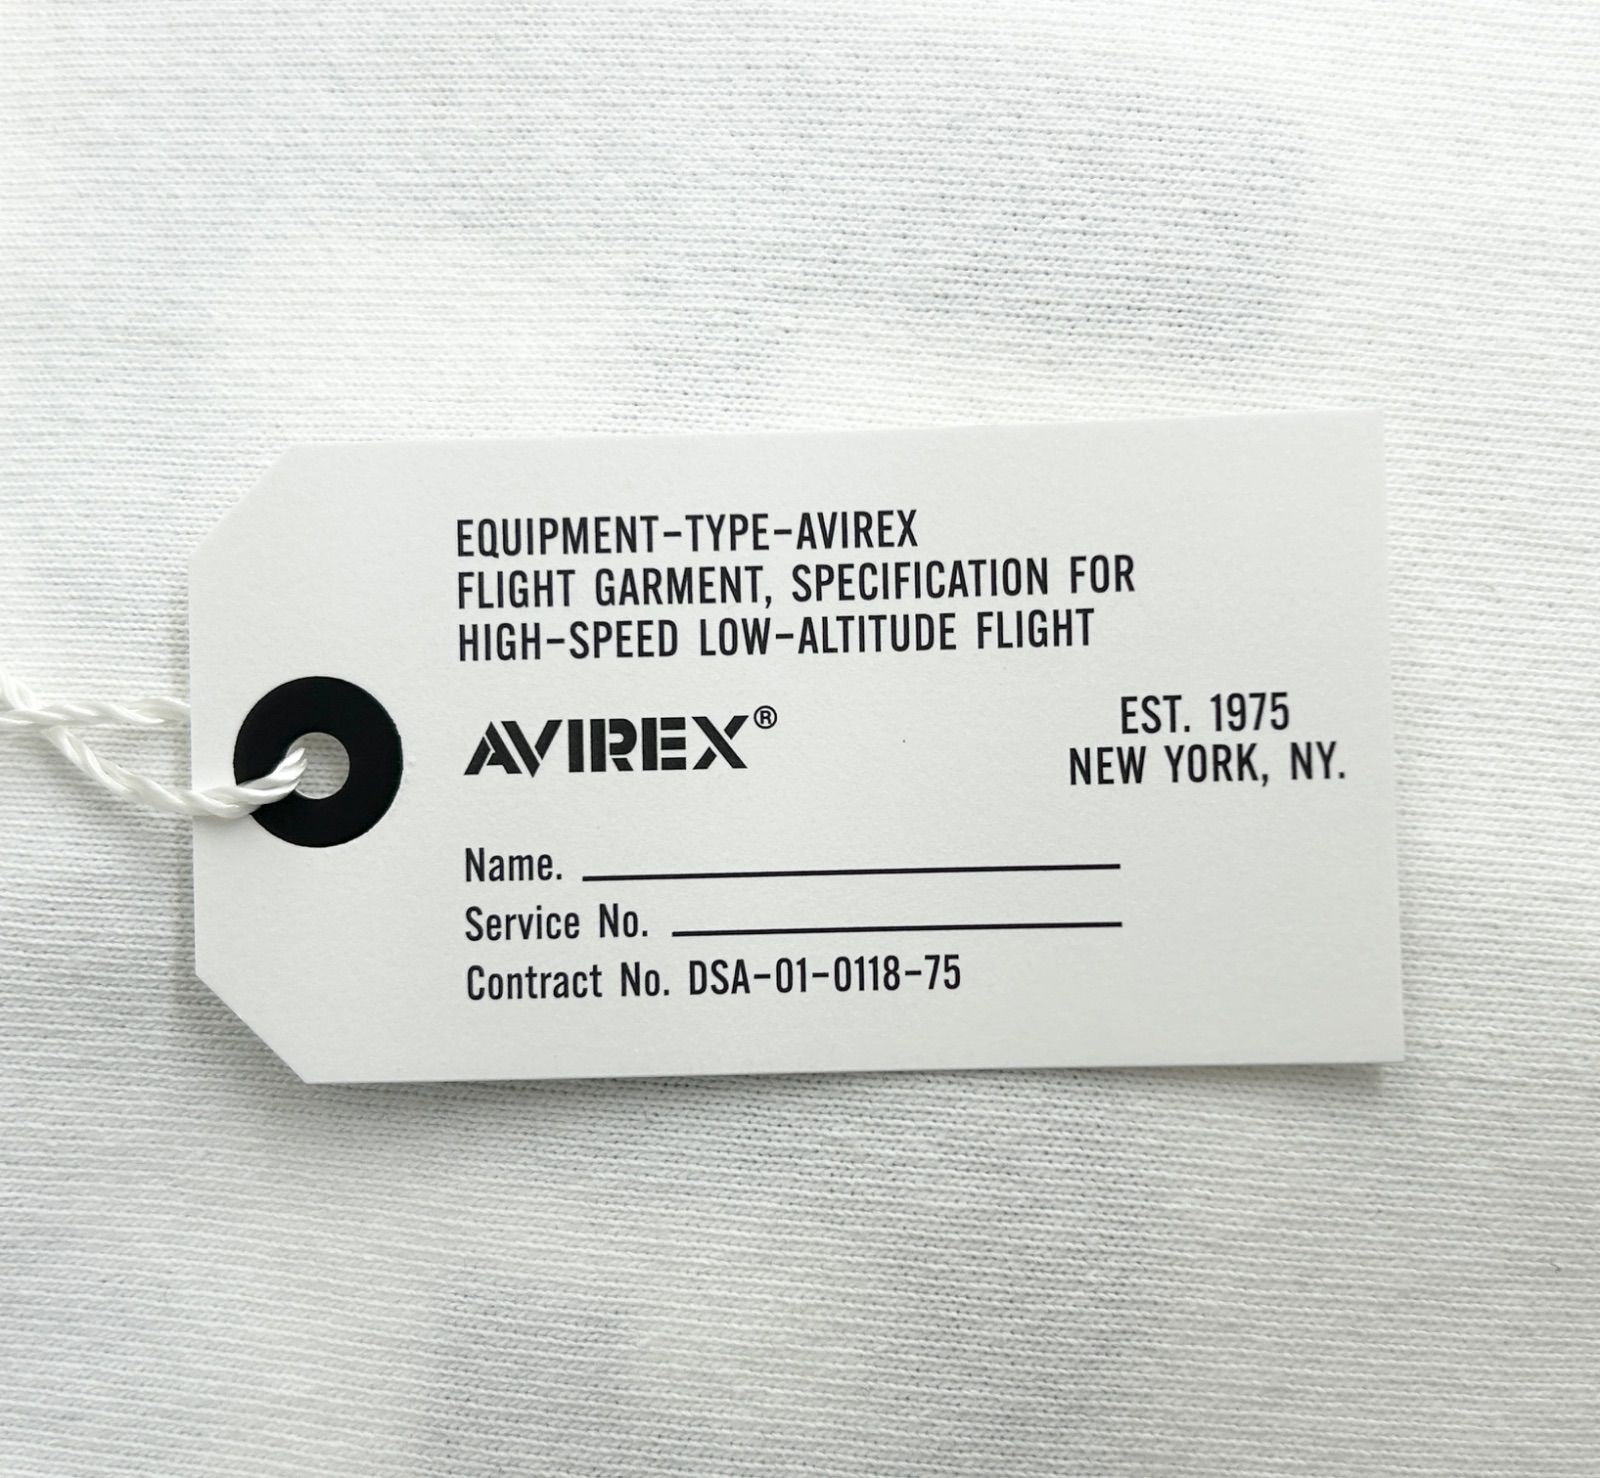 EQUIPMENT-TYPE-AVIREX
FLIGHT GARMENT, SPECIFICATION FOR
HIGH-SPEED LOW-ALTITUDE FLIGHT
AVIREX®
EST. 1975
NEW YORK, NY.
Name.
Service No.
Contract No. DSA-01-0118-75